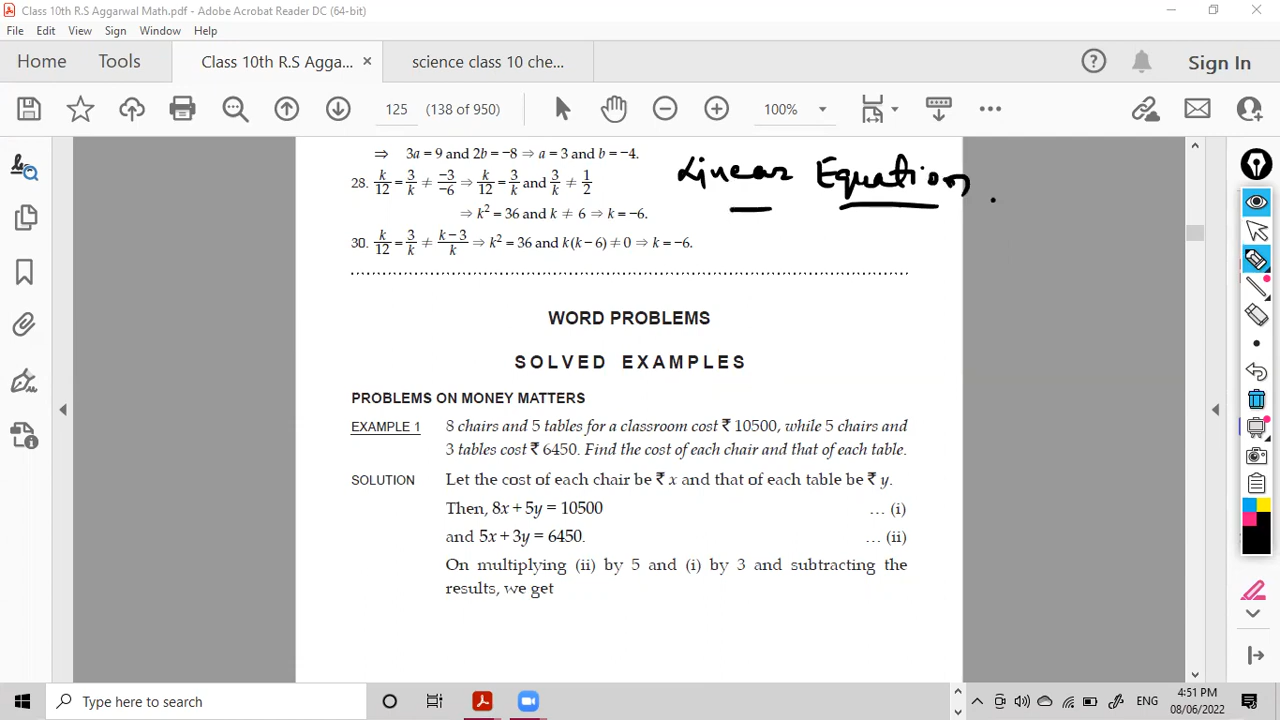 Class 10th R.S Aggarwal Math.pdf - Adobe Acrobat Reader DC (64-bit)
File Edit View Sign Window Help
Home Tools Class 10th R.S Agga... × science class 10 che... Sign In
125 (138 of 950) 100%
⇒ 3a = 9 and 2b = −8 ⇒ a = 3 and b = −4.
Linear Equation
28. k/12 = 3/k ≠ −3/−6 ⇒ k/12 = 3/k and 3/k ≠ 1/2
⇒ k² = 36 and k ≠ 6 ⇒ k = −6.
30. k/12 = 3/k ≠ k−3/k ⇒ k² = 36 and k(k−6) ≠ 0 ⇒ k = −6.
WORD PROBLEMS
SOLVED EXAMPLES
PROBLEMS ON MONEY MATTERS
EXAMPLE 1 8 chairs and 5 tables for a classroom cost ₹ 10500, while 5 chairs and
3 tables cost ₹ 6450. Find the cost of each chair and that of each table.
SOLUTION Let the cost of each chair be ₹ x and that of each table be ₹ y.
Then, 8x + 5y = 10500 … (i)
and 5x + 3y = 6450. … (ii)
On multiplying (ii) by 5 and (i) by 3 and subtracting the
results, we get
Type here to search ENG 4:51 PM
08/06/2022